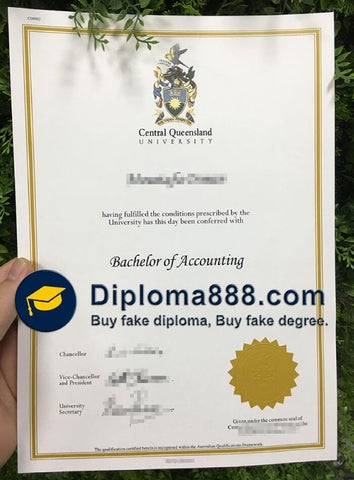 Central Queensland
UNIVERSITY
having fulfilled the conditions prescribed by the
University has this day been conferred with
Bachelor of Accounting
Diploma888.com
Buy fake diploma, Buy fake degree.
Chancellor
Vice-Chancellor
and President
University
Secretary
Given under the common seal of
The qualification certified herein is recognised within the Australian Qualifications Framework